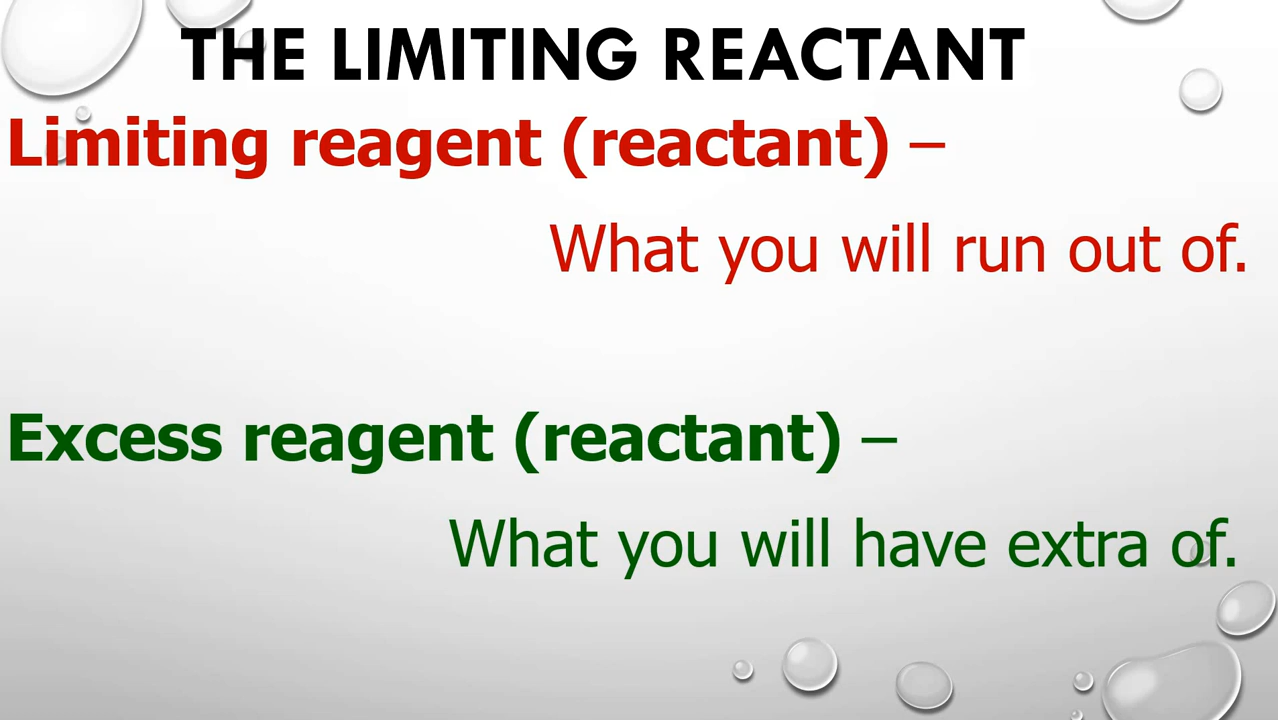 THE LIMITING REACTANT
Limiting reagent (reactant) –
What you will run out of.
Excess reagent (reactant) –
What you will have extra of.